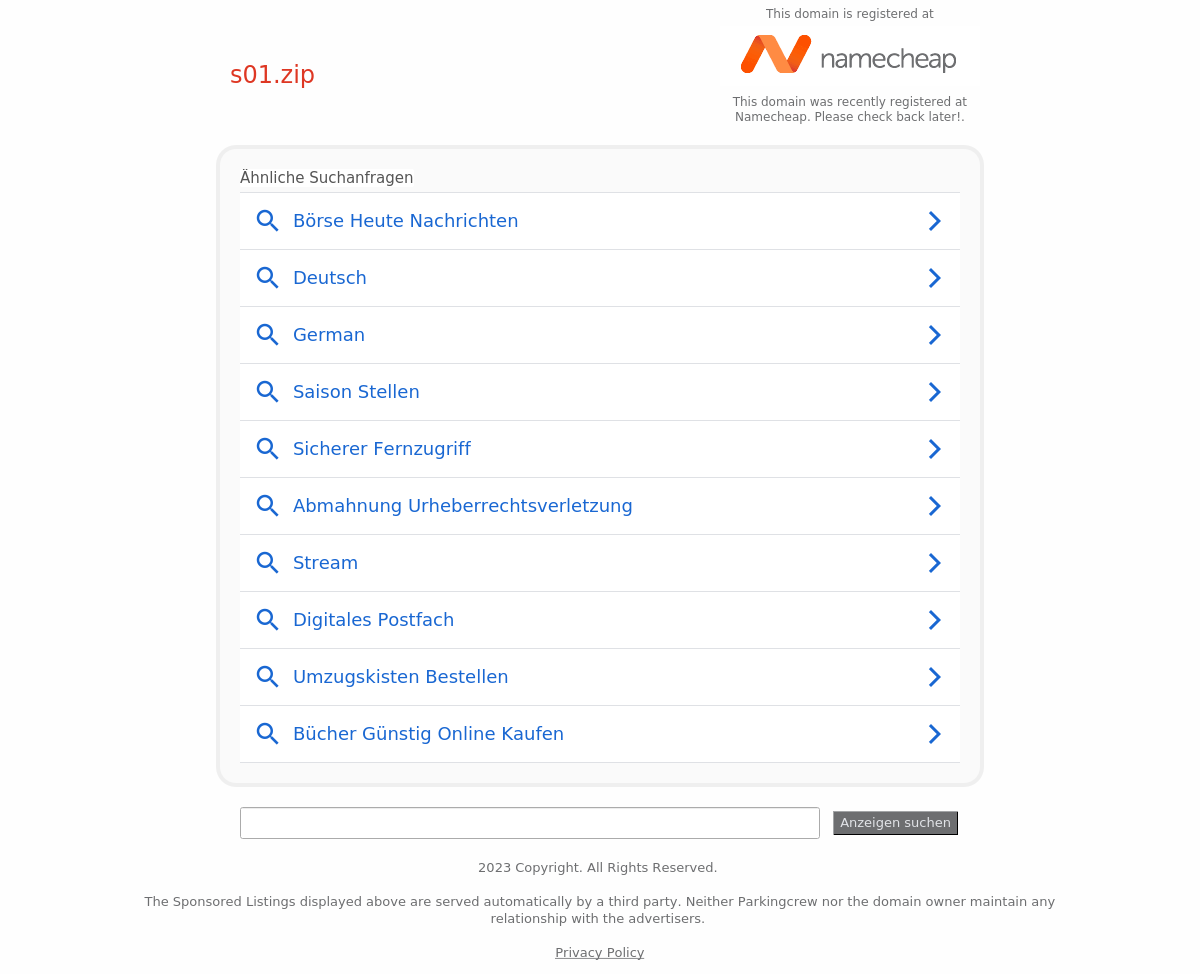 This domain is registered at
namecheap
s01.zip
This domain was recently registered at
Namecheap. Please check back later!.
Ähnliche Suchanfragen
Börse Heute Nachrichten
Deutsch
German
Saison Stellen
Sicherer Fernzugriff
Abmahnung Urheberrechtsverletzung
Stream
Digitales Postfach
Umzugskisten Bestellen
Bücher Günstig Online Kaufen
Anzeigen suchen
2023 Copyright. All Rights Reserved.
The Sponsored Listings displayed above are served automatically by a third party. Neither Parkingcrew nor the domain owner maintain any
relationship with the advertisers.
Privacy Policy